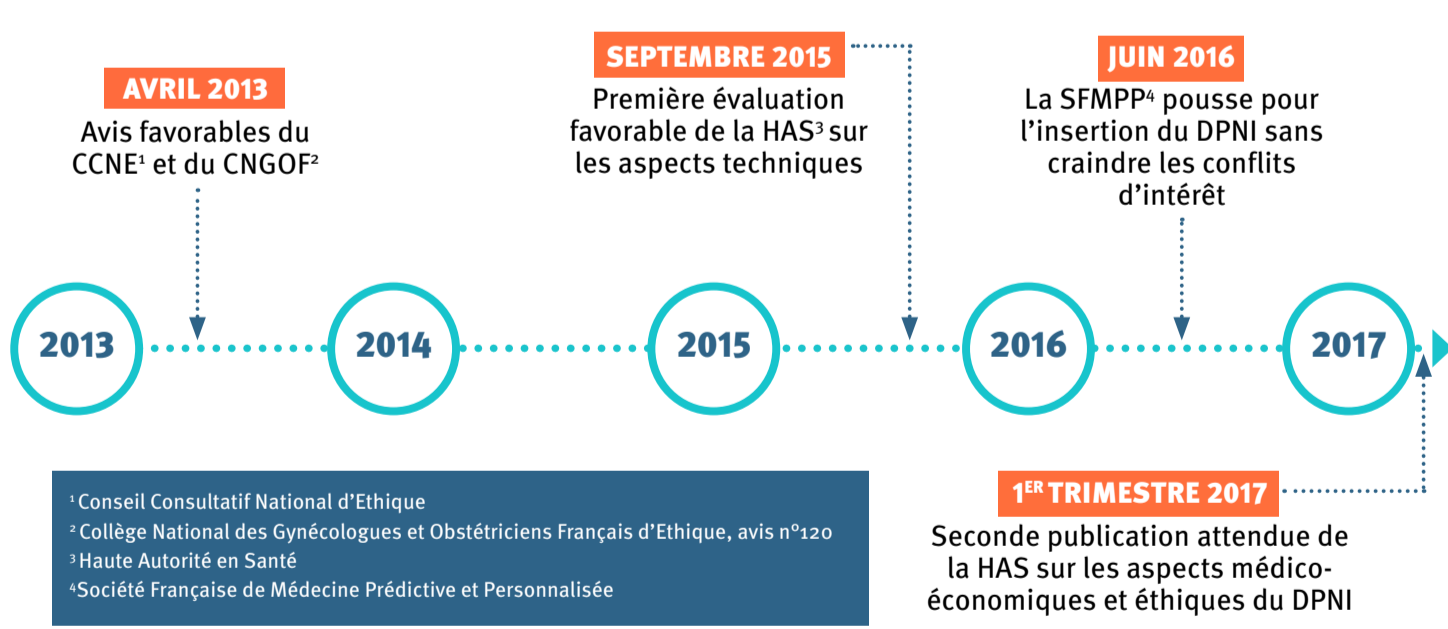 AVRIL 2013
Avis favorables du
CCNE¹ et du CNGOF²
SEPTEMBRE 2015
Première évaluation
favorable de la HAS³ sur
les aspects techniques
JUIN 2016
La SFMPP⁴ pousse pour
l'insertion du DPNI sans
craindre les conflits
d'intérêt
2013
2014
2015
2016
2017
¹ Conseil Consultatif National d'Ethique
² Collège National des Gynécologues et Obstétriciens Français d'Ethique, avis n°120
³ Haute Autorité en Santé
⁴Société Française de Médecine Prédictive et Personnalisée
1ER TRIMESTRE 2017
Seconde publication attendue de
la HAS sur les aspects médico-
économiques et éthiques du DPNI